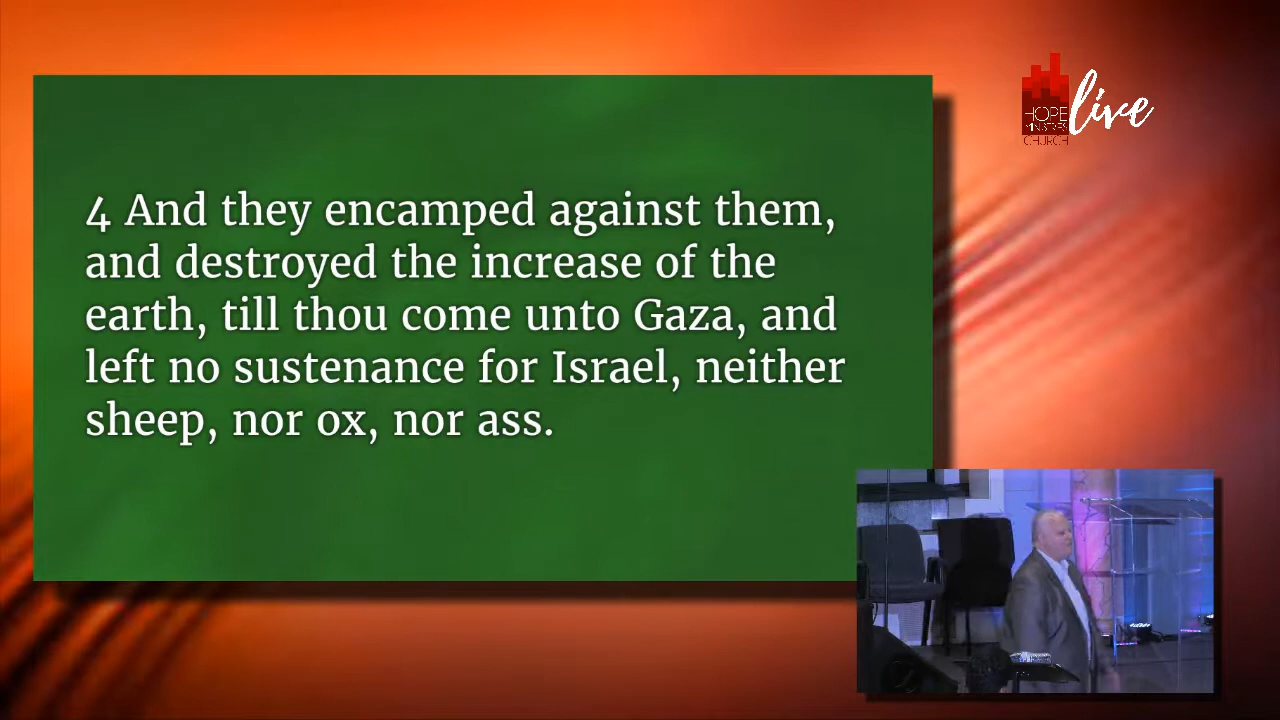 HOPE
MINISTRIES
CHURCH
live
4 And they encamped against them,
and destroyed the increase of the
earth, till thou come unto Gaza, and
left no sustenance for Israel, neither
sheep, nor ox, nor ass.